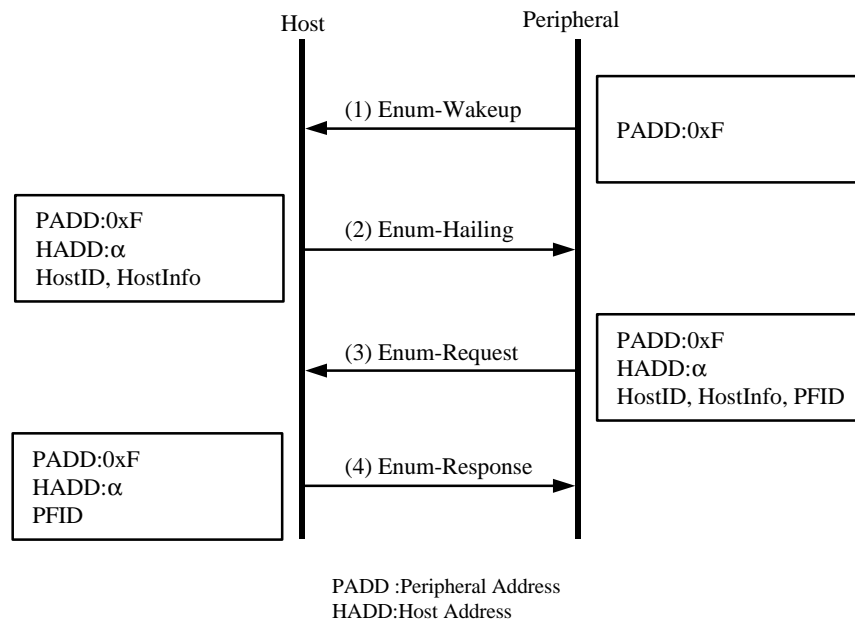 Host
Peripheral
(1) Enum-Wakeup
PADD:0xF
PADD:0xF
HADD:α
HostID, HostInfo
(2) Enum-Hailing
(3) Enum-Request
PADD:0xF
HADD:α
HostID, HostInfo, PFID
PADD:0xF
HADD:α
PFID
(4) Enum-Response
PADD :Peripheral Address
HADD:Host Address